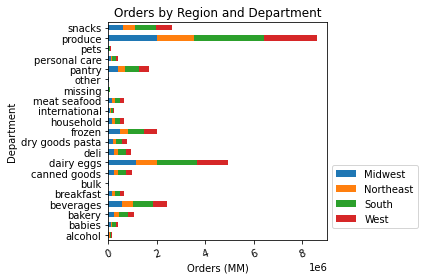 Orders by Region and Department
snacks
produce
pets
personal care
pantry
other
missing
meat seafood
international
household
frozen
dry goods pasta
deli
dairy eggs
canned goods
bulk
breakfast
beverages
bakery
babies
alcohol
Department
0 2 4 6 8
1e6
Orders (MM)
Midwest
Northeast
South
West